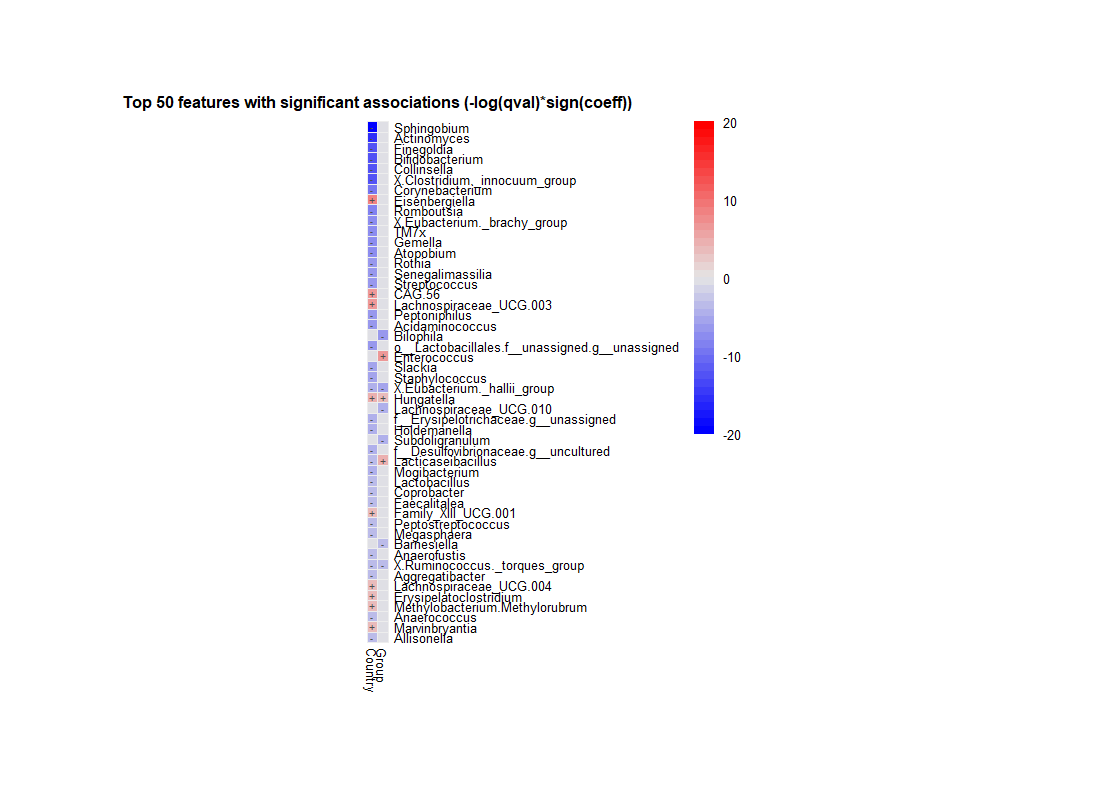 Top 50 features with significant associations (-log(qval)*sign(coeff))
- Sphingobium
- Actinomyces
- Finegoldia
- Bifidobacterium
- Collinsella
- X.Clostridium._innocuum_group
- Corynebacterium
+ Eisenbergiella
- Romboutsia
- X.Eubacterium._brachy_group
- TM7x
- Gemella
- Atopobium
- Rothia
- Senegalimassilia
- Streptococcus
+ CAG.56
+ Lachnospiraceae_UCG.003
- Peptoniphilus
- Acidaminococcus
- Bilophila
- o__Lactobacillales.f__unassigned.g__unassigned
+ Enterococcus
- Slackia
- Staphylococcus
- - X.Eubacterium._hallii_group
+ + Hungatella
- Lachnospiraceae_UCG.010
- f__Erysipelotrichaceae.g__unassigned
- Holdemanella
- Subdoligranulum
- f__Desulfovibrionaceae.g__uncultured
- + Lacticaseibacillus
- Mogibacterium
- Lactobacillus
- Coprobacter
- Faecalitalea
+ Family_XIII_UCG.001
- Peptostreptococcus
- Megasphaera
- Barnesiella
- Anaerofustis
- - X.Ruminococcus._torques_group
- Aggregatibacter
+ Lachnospiraceae_UCG.004
+ Erysipelatoclostridium
+ Methylobacterium.Methylorubrum
- Anaerococcus
+ Marvinbryantia
- Allisonella
Country
Group
20
10
0
-10
-20